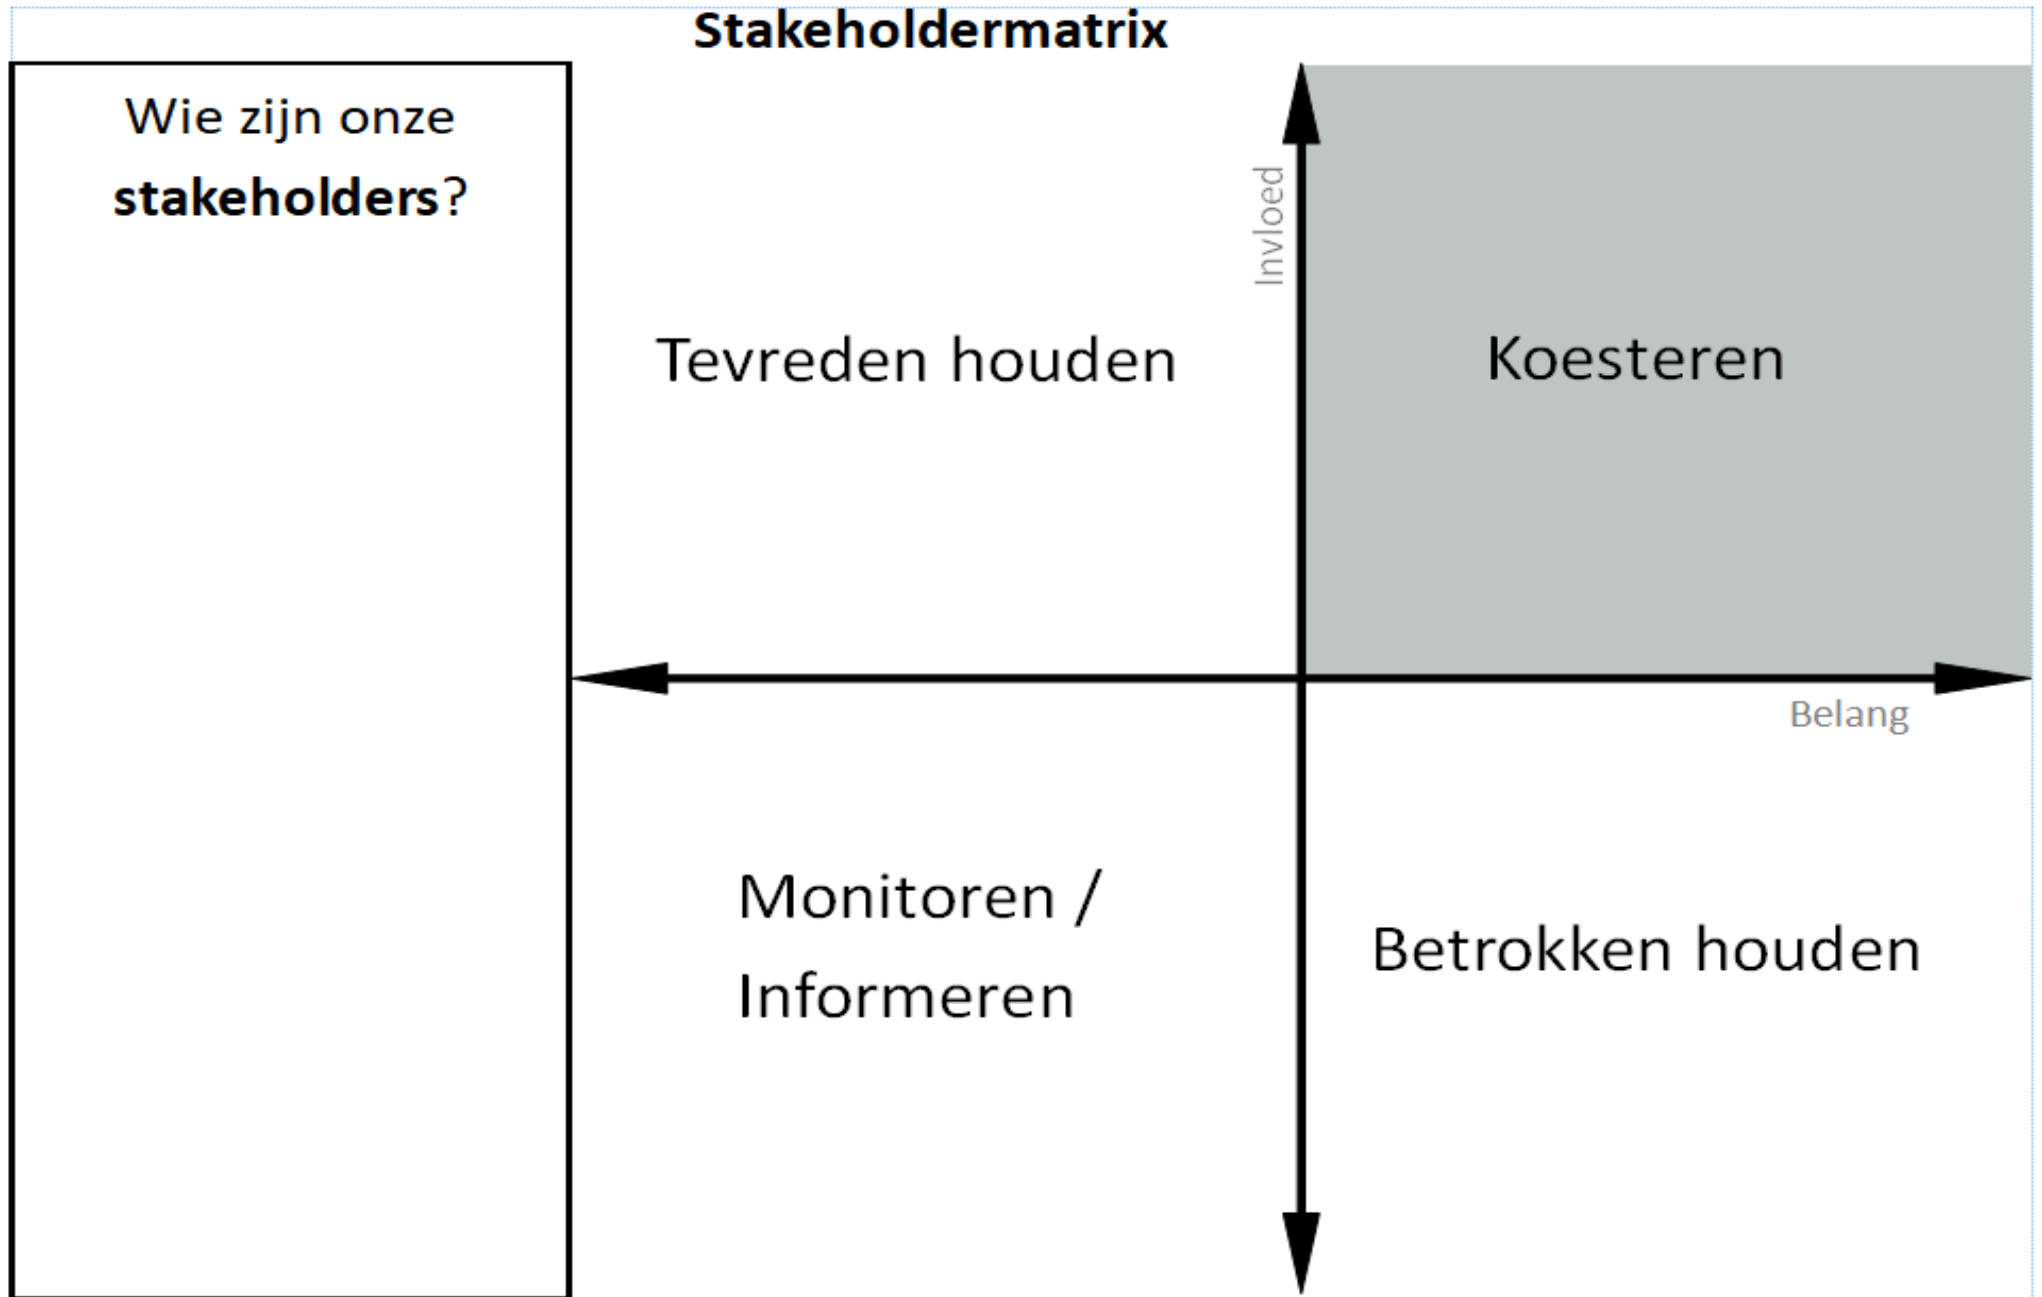 Stakeholdermatrix
Wie zijn onze
stakeholders?
Invloed
Tevreden houden
Koesteren
Belang
Monitoren /
Informeren
Betrokken houden